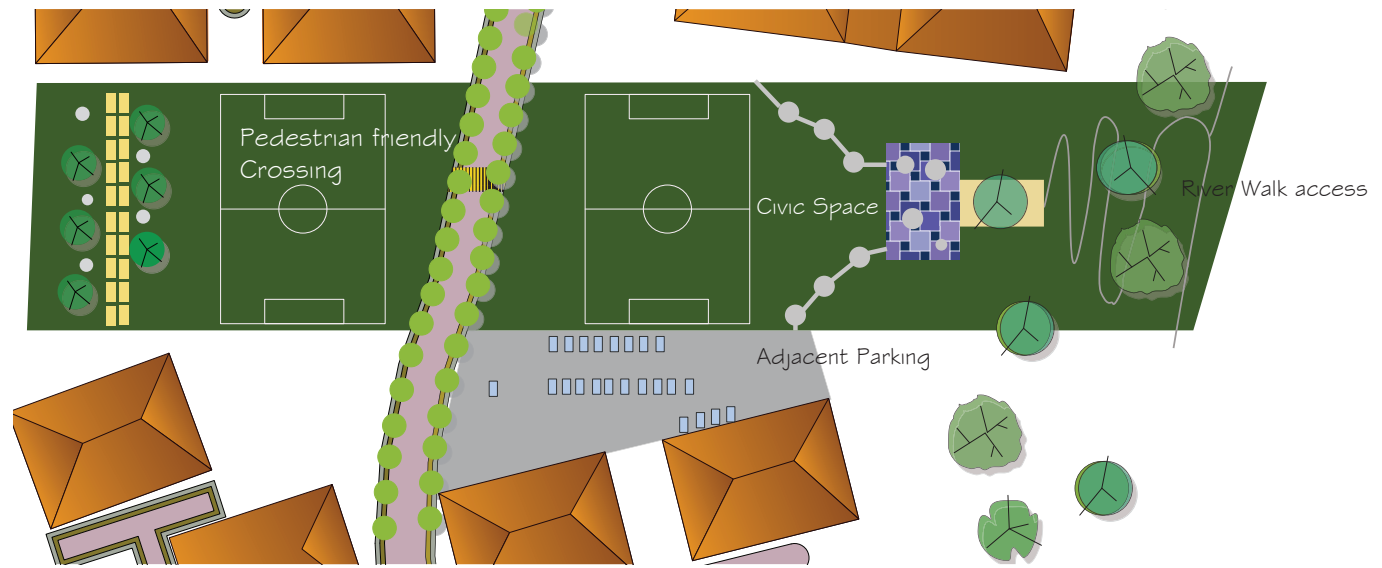 Pedestrian friendly
Crossing
Civic Space
River Walk access
Adjacent Parking